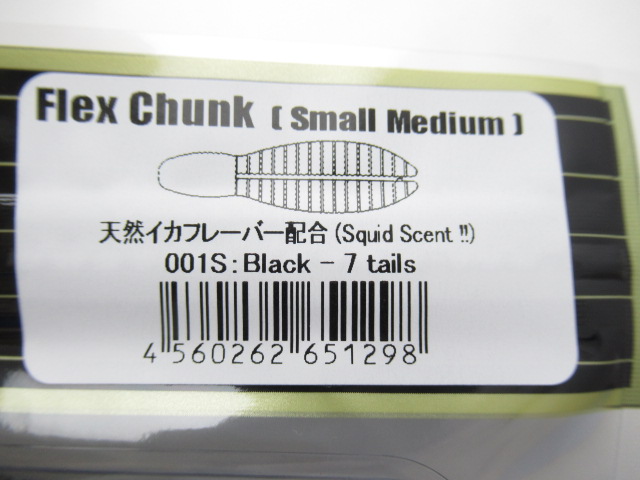 Flex Chunk ( Small Medium )
天然イカフレーバー配合 (Squid Scent !!)
001S : Black - 7 tails
4 560262 651298